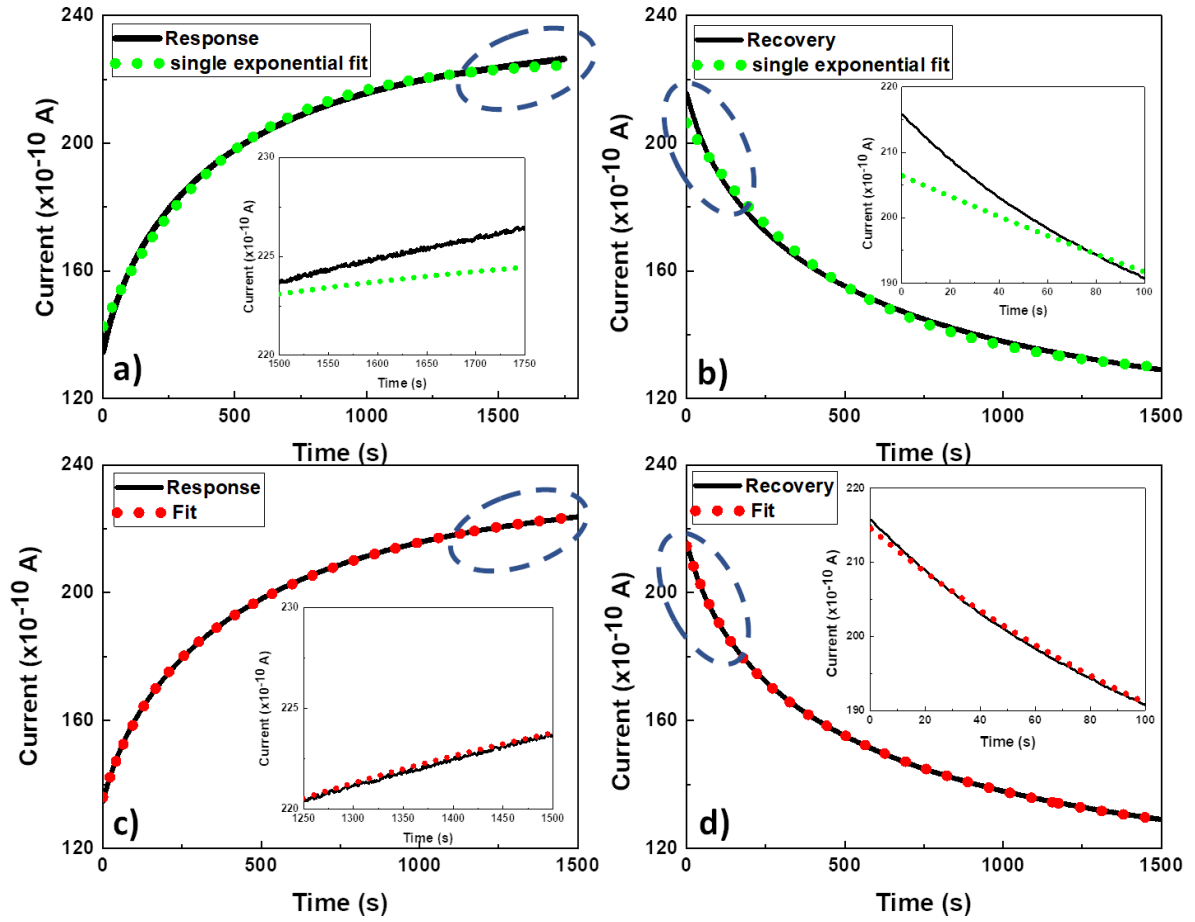 240
220
200
160
120
Current (x10-10 A)
Response
single exponential fit
a)
0
500
1000
1500
Time (s)
230
225
220
Current (x10-10 A)
1500
1550
1600
1650
1700
1750
Time (s)
240
200
160
120
Current (x10-10 A)
Recovery
single exponential fit
b)
0
500
1000
1500
Time (s)
220
210
200
190
Current (x10-10 A)
0
20
40
60
80
100
Time (s)
240
200
160
120
Current (x10-10 A)
Response
Fit
c)
0
500
1000
1500
Time (s)
230
225
220
Current (x10-10 A)
1250
1300
1350
1400
1450
1500
Time (s)
240
200
160
120
Current (x10-10 A)
Recovery
Fit
d)
0
500
1000
1500
Time (s)
220
210
200
190
Current (x10-10 A)
0
20
40
60
80
100
Time (s)